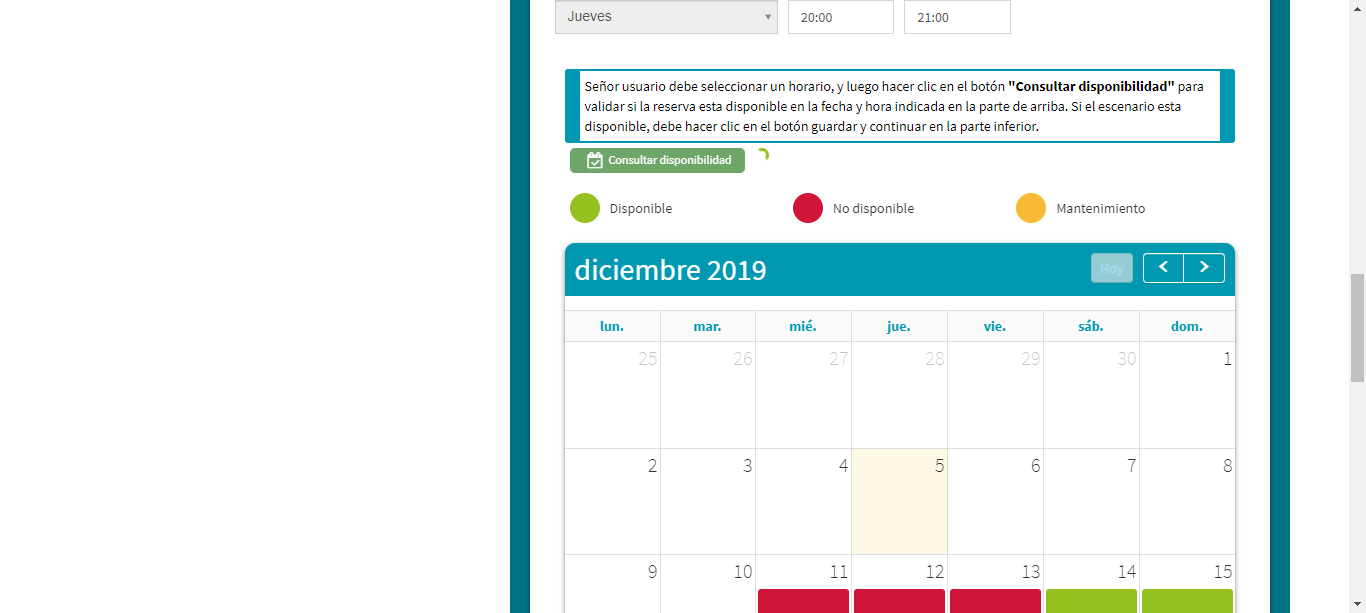 Jueves 20:00 21:00
Señor usuario debe seleccionar un horario, y luego hacer clic en el botón "Consultar disponibilidad" para
validar si la reserva esta disponible en la fecha y hora indicada en la parte de arriba. Si el escenario esta
disponible, debe hacer clic en el botón guardar y continuar en la parte inferior.
Consultar disponibilidad
Disponible No disponible Mantenimiento
diciembre 2019 Hoy
lun. mar. mié. jue. vie. sáb. dom.
25 26 27 28 29 30 1
2 3 4 5 6 7 8
9 10 11 12 13 14 15